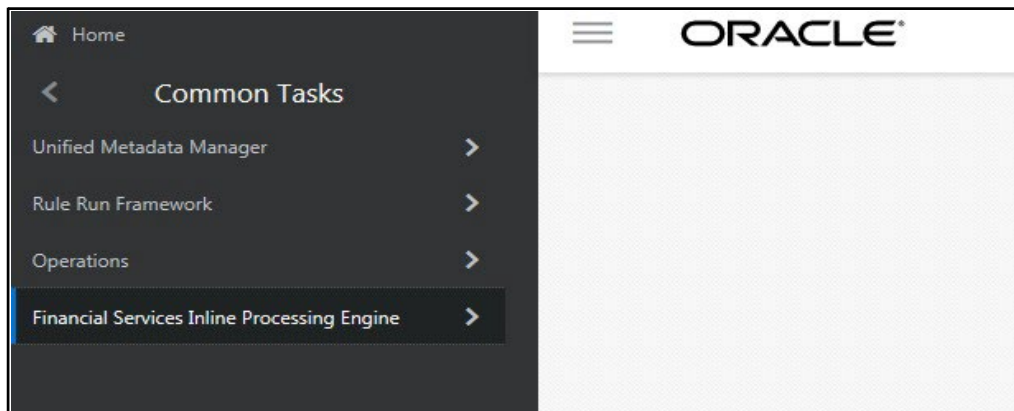 Home
ORACLE®
Common Tasks
Unified Metadata Manager
Rule Run Framework
Operations
Financial Services Inline Processing Engine